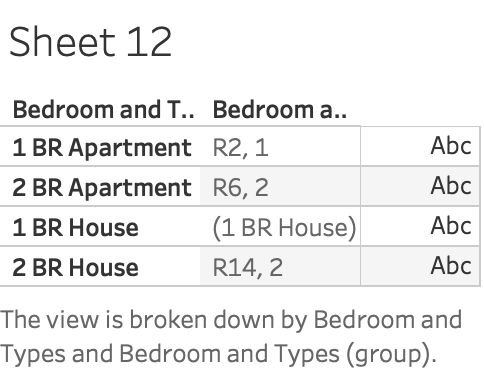 Sheet 12
Bedroom and T.. Bedroom a..
1 BR Apartment R2, 1 Abc
2 BR Apartment R6, 2 Abc
1 BR House (1 BR House) Abc
2 BR House R14, 2 Abc
The view is broken down by Bedroom and
Types and Bedroom and Types (group).